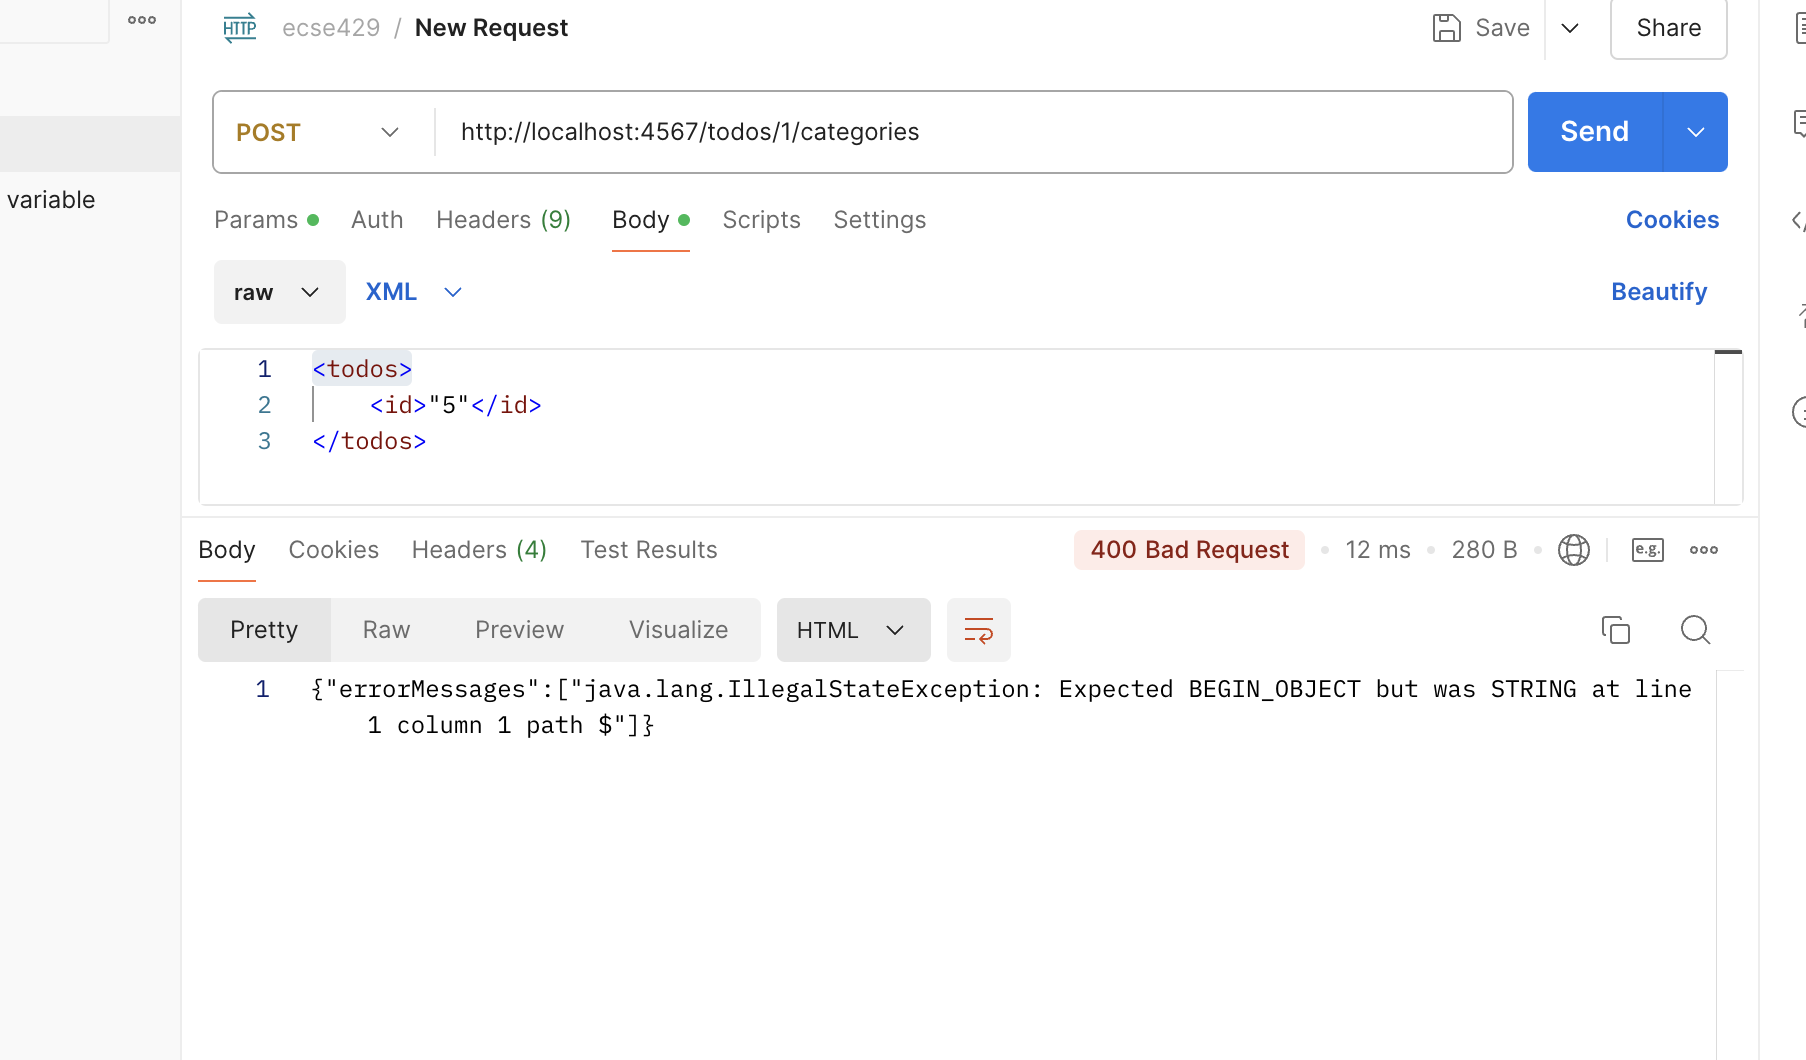 HTTP ecse429 / New Request Save Share
POST http://localhost:4567/todos/1/categories Send
variable
Params Auth Headers (9) Body Scripts Settings Cookies
raw XML Beautify
1 <todos>
2 <id>"5"</id>
3 </todos>
Body Cookies Headers (4) Test Results 400 Bad Request • 12 ms • 280 B • e.g.
Pretty Raw Preview Visualize HTML
1 {"errorMessages":["java.lang.IllegalStateException: Expected BEGIN_OBJECT but was STRING at line
1 column 1 path $"]}